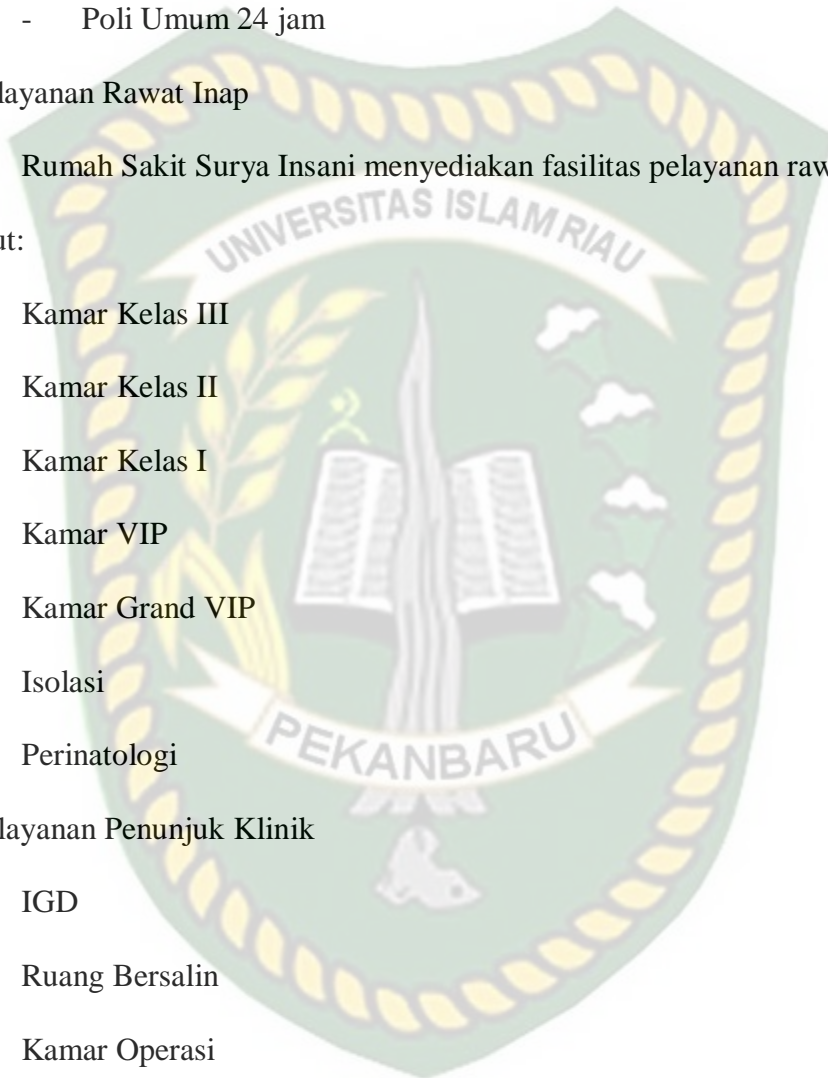 - Poli Umum 24 jam
layanan Rawat Inap
Rumah Sakit Surya Insani menyediakan fasilitas pelayanan
UNIVERSITAS ISLAM RIAU
ut:
Kamar Kelas III
Kamar Kelas II
Kamar Kelas I
Kamar VIP
Kamar Grand VIP
Isolasi
Perinatologi
PEKANBARU
layanan Penunjuk Klinik
IGD
Ruang Bersalin
Kamar Operasi